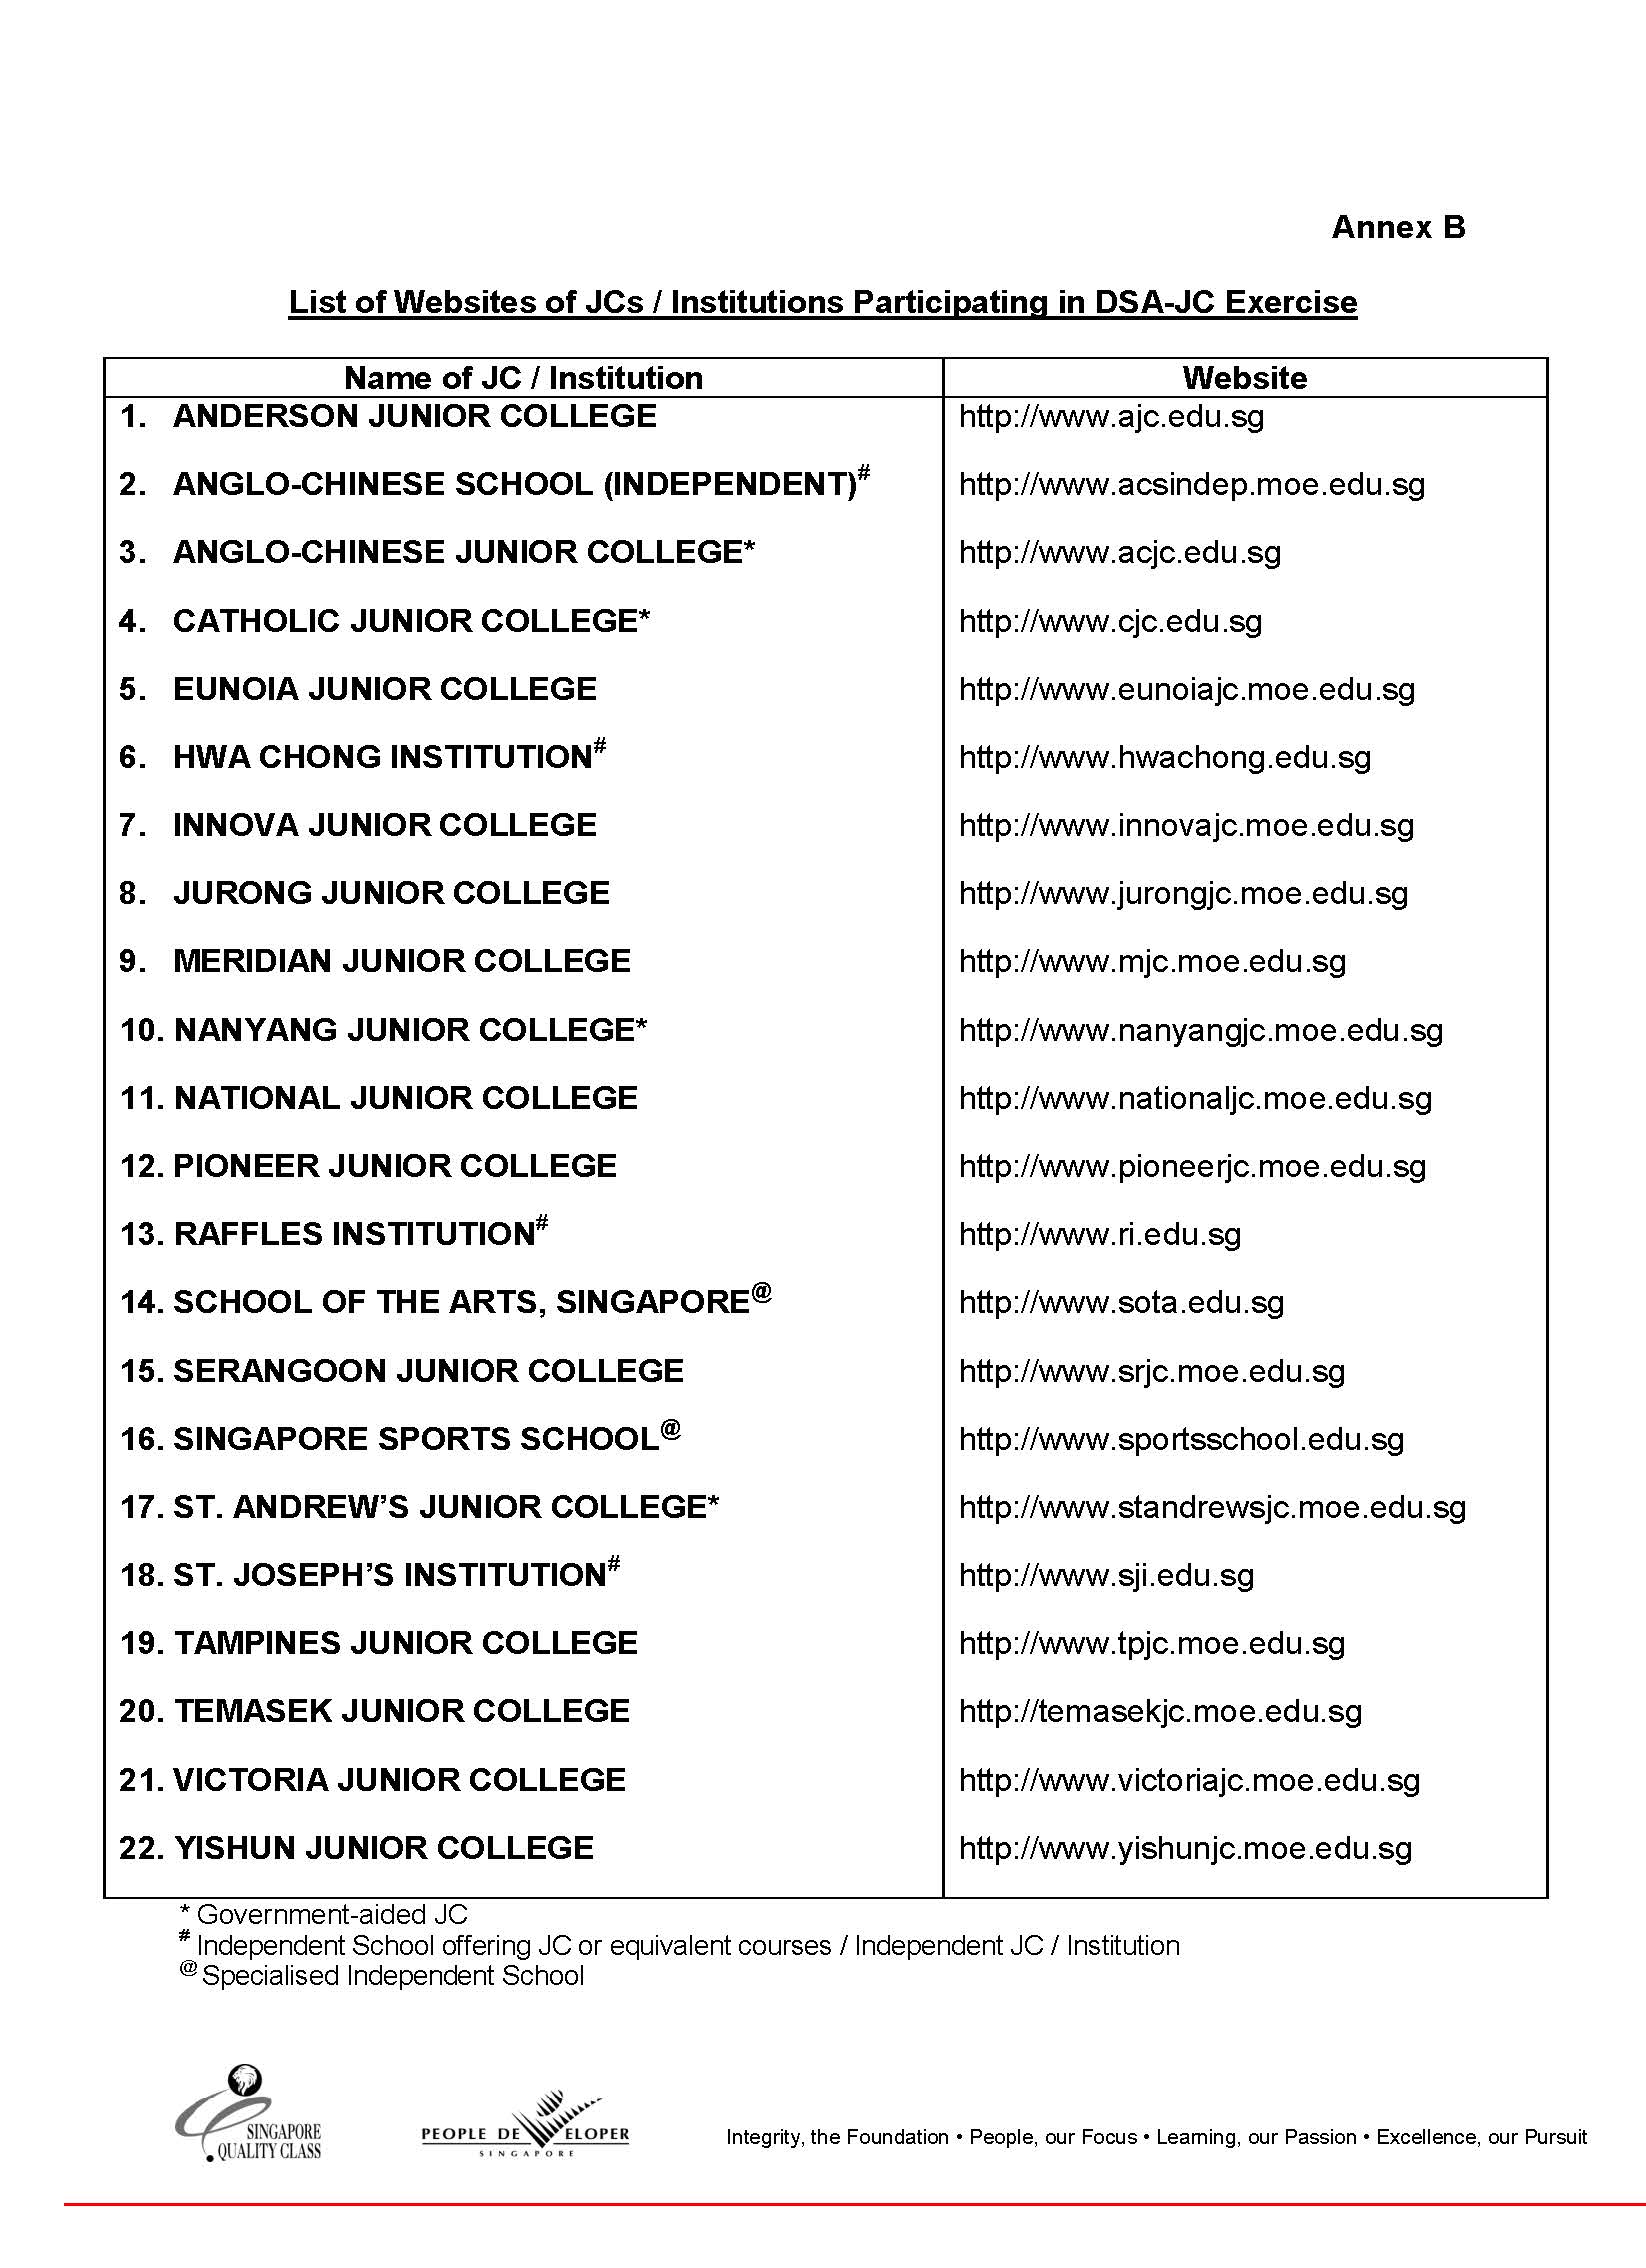 Annex B
List of Websites of JCs / Institutions Participating in DSA-JC Exercise
Name of JC / Institution Website
1. ANDERSON JUNIOR COLLEGE http://www.ajc.edu.sg
2. ANGLO-CHINESE SCHOOL (INDEPENDENT)# http://www.acsindep.moe.edu.sg
3. ANGLO-CHINESE JUNIOR COLLEGE* http://www.acjc.edu.sg
4. CATHOLIC JUNIOR COLLEGE* http://www.cjc.edu.sg
5. EUNOIA JUNIOR COLLEGE http://www.eunoiajc.moe.edu.sg
6. HWA CHONG INSTITUTION# http://www.hwachong.edu.sg
7. INNOVA JUNIOR COLLEGE http://www.innovajc.moe.edu.sg
8. JURONG JUNIOR COLLEGE http://www.jurongjc.moe.edu.sg
9. MERIDIAN JUNIOR COLLEGE http://www.mjc.moe.edu.sg
10. NANYANG JUNIOR COLLEGE* http://www.nanyangjc.moe.edu.sg
11. NATIONAL JUNIOR COLLEGE http://www.nationaljc.moe.edu.sg
12. PIONEER JUNIOR COLLEGE http://www.pioneerjc.moe.edu.sg
13. RAFFLES INSTITUTION# http://www.ri.edu.sg
14. SCHOOL OF THE ARTS, SINGAPORE@ http://www.sota.edu.sg
15. SERANGOON JUNIOR COLLEGE http://www.srjc.moe.edu.sg
16. SINGAPORE SPORTS SCHOOL@ http://www.sportsschool.edu.sg
17. ST. ANDREW’S JUNIOR COLLEGE* http://www.standrewsjc.moe.edu.sg
18. ST. JOSEPH’S INSTITUTION# http://www.sji.edu.sg
19. TAMPINES JUNIOR COLLEGE http://www.tpjc.moe.edu.sg
20. TEMASEK JUNIOR COLLEGE http://temasekjc.moe.edu.sg
21. VICTORIA JUNIOR COLLEGE http://www.victoriajc.moe.edu.sg
22. YISHUN JUNIOR COLLEGE http://www.yishunjc.moe.edu.sg
* Government-aided JC
# Independent School offering JC or equivalent courses / Independent JC / Institution
@ Specialised Independent School
SINGAPORE
QUALITY CLASS
PEOPLE DEVELOPER
SINGAPORE
Integrity, the Foundation • People, our Focus • Learning, our Passion • Excellence, our Pursuit